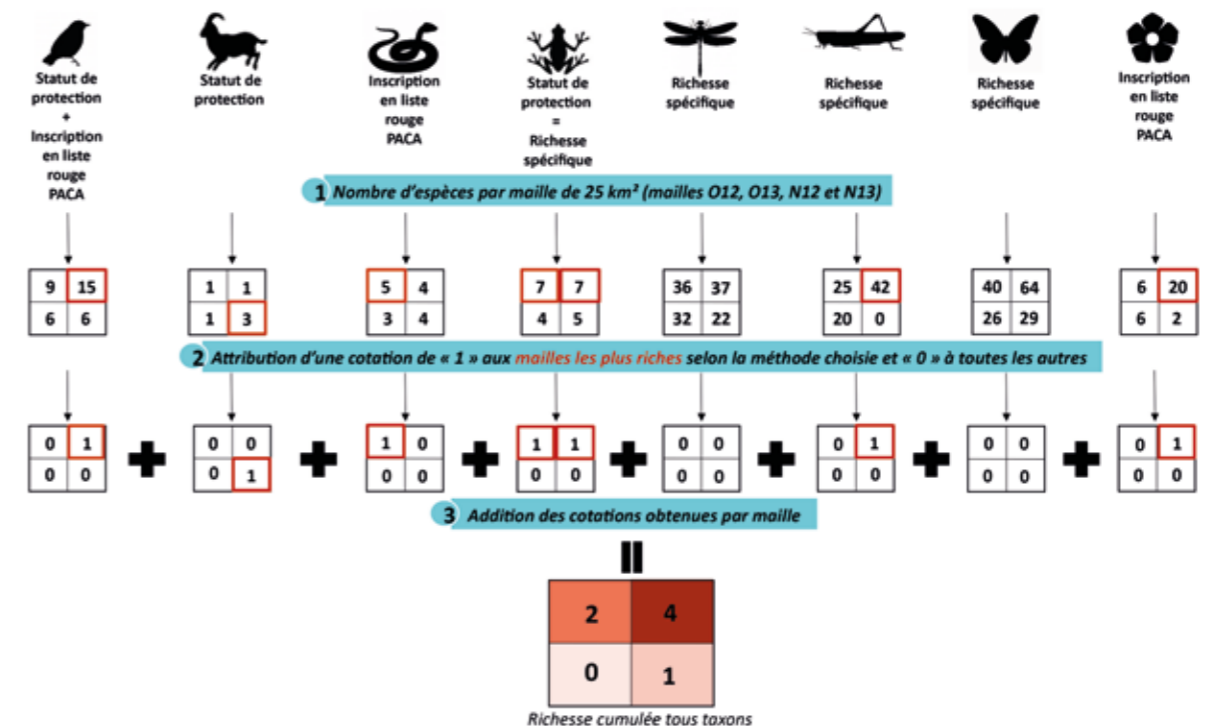 Statut de
protection
+
Inscription
en liste
rouge
PACA
Statut de
protection
Inscription
en liste
rouge
PACA
Statut de
protection
=
Richesse
spécifique
Richesse
spécifique
Richesse
spécifique
Richesse
spécifique
Inscription
en liste
rouge
PACA
1 Nombre d'espèces par maille de 25 km² (mailles O12, O13, N12 et N13)
9 15 1 1 5 4 7 7 36 37 25 42 40 64 6 20
6 6 1 3 3 4 4 5 32 22 20 0 26 29 6 2
2 Attribution d'une cotation de « 1 » aux mailles les plus riches selon la méthode choisie et « 0 » à toutes les autres
0 1 + 0 0 + 1 0 + 1 1 + 0 0 + 0 1 + 0 0 + 0 1
0 0 0 1 0 0 0 0 0 0 0 0 0 0 0 0
3 Addition des cotations obtenues par maille
=
2 4
0 1
Richesse cumulée tous taxons